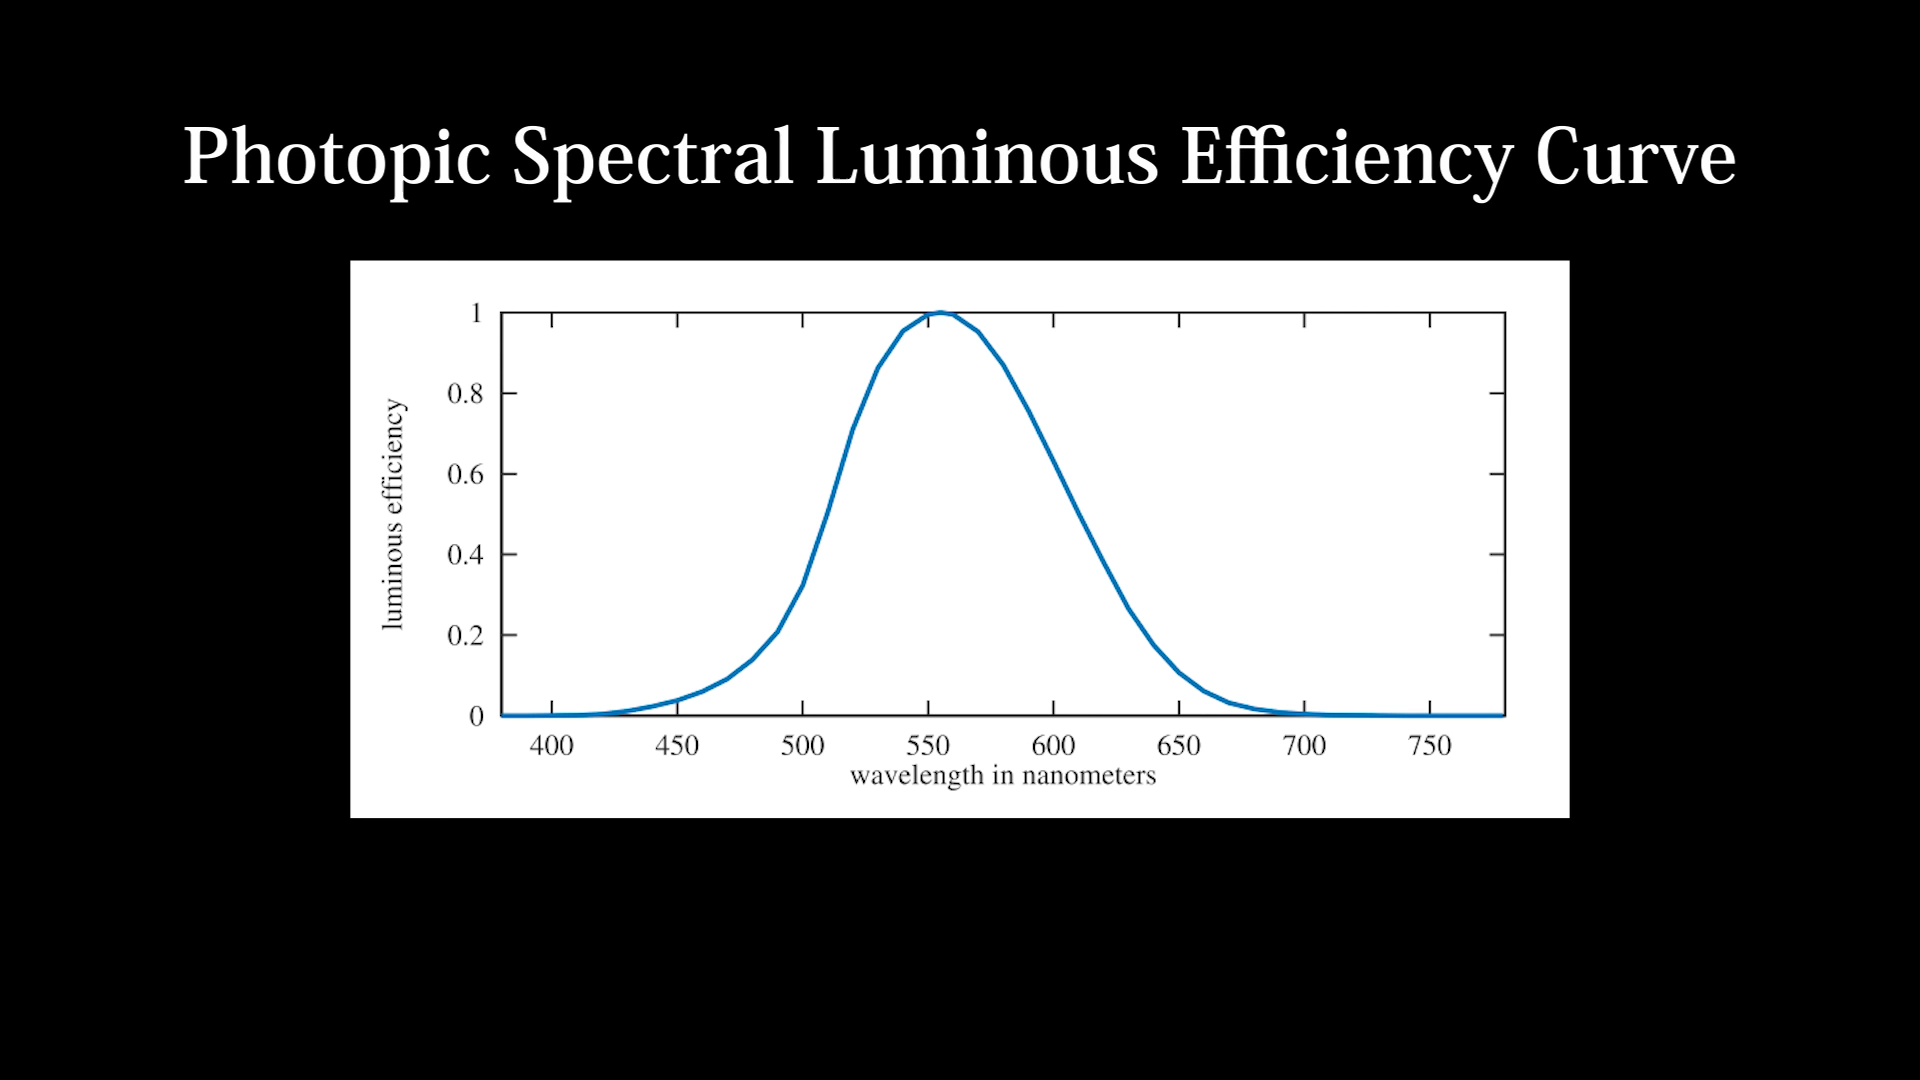 Photopic Spectral Luminous Efficiency Curve
luminous efficiency
1
0.8
0.6
0.4
0.2
0
400 450 500 550 600 650 700 750
wavelength in nanometers